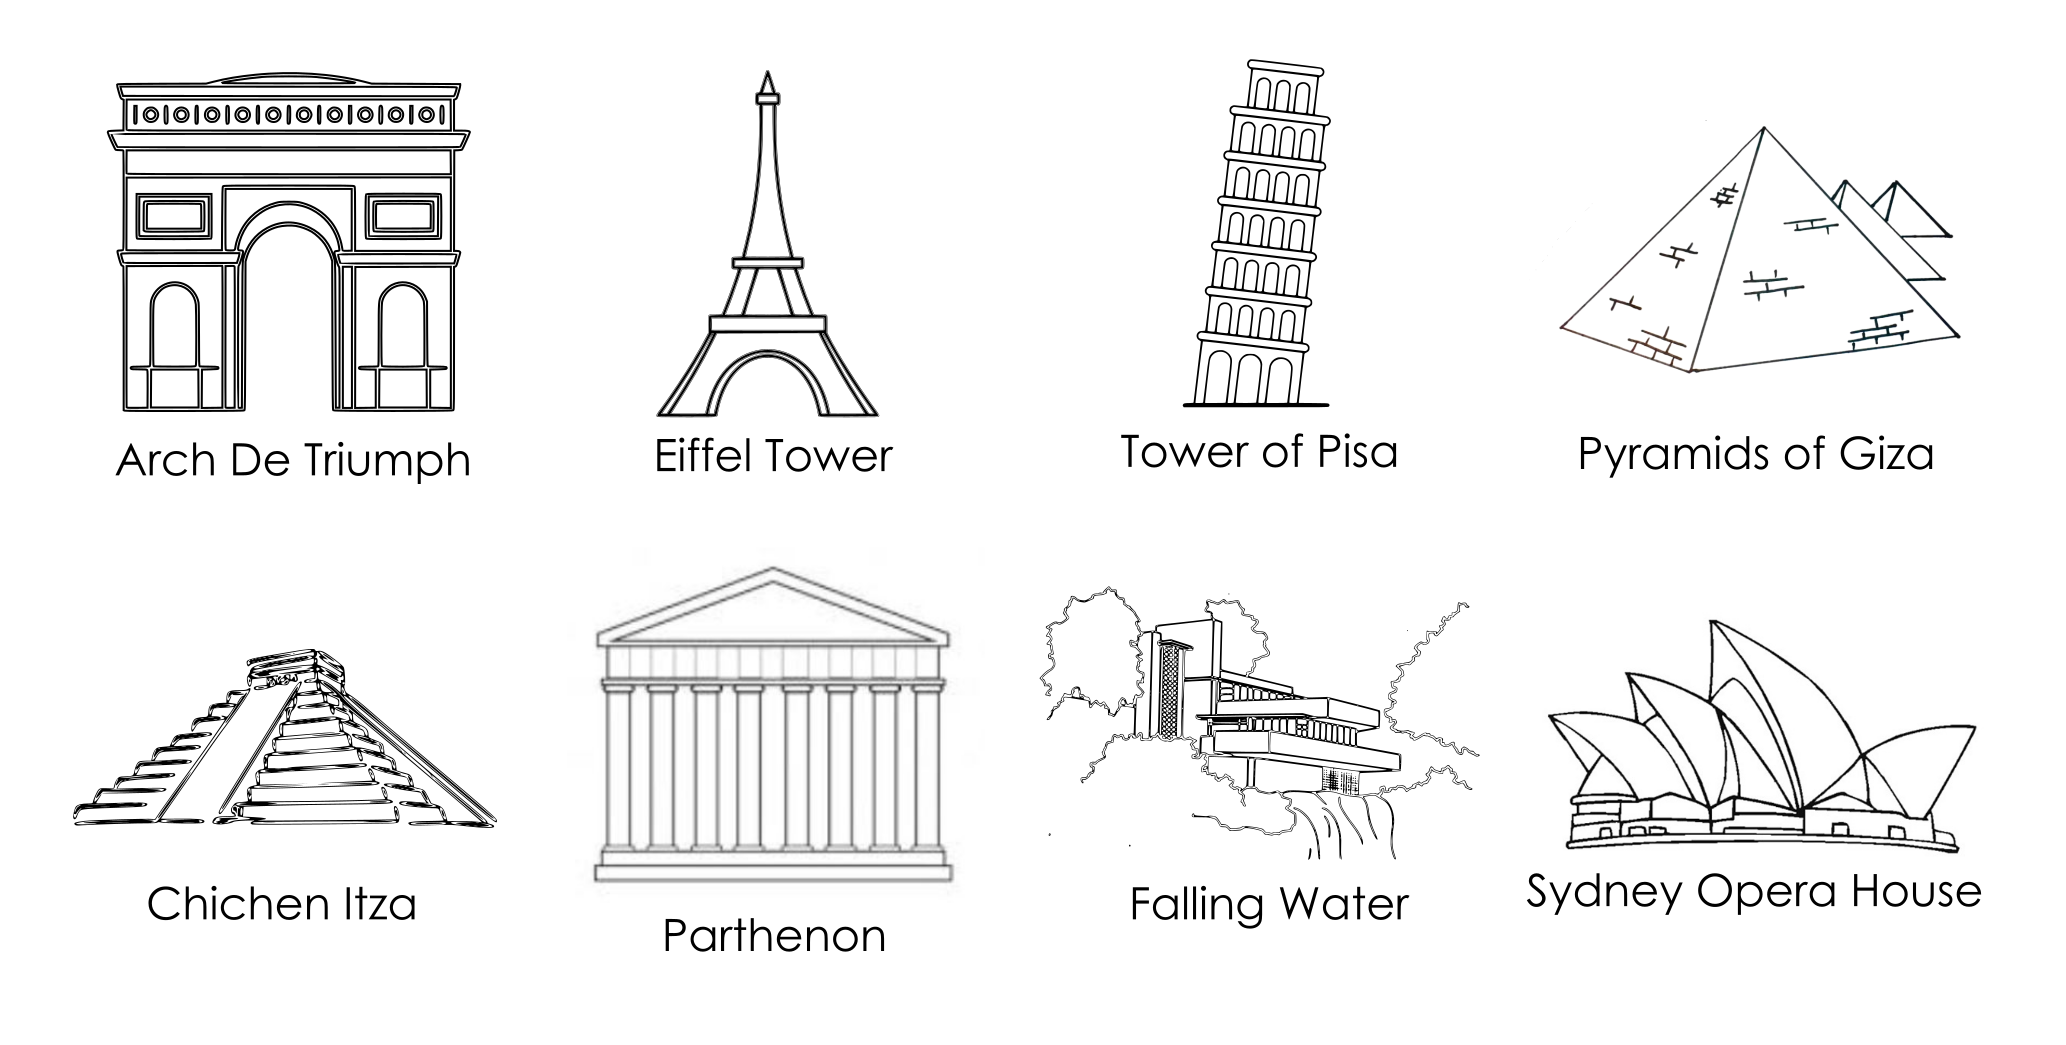 Arch De Triumph
Eiffel Tower
Tower of Pisa
Pyramids of Giza
Chichen Itza
Parthenon
Falling Water
Sydney Opera House